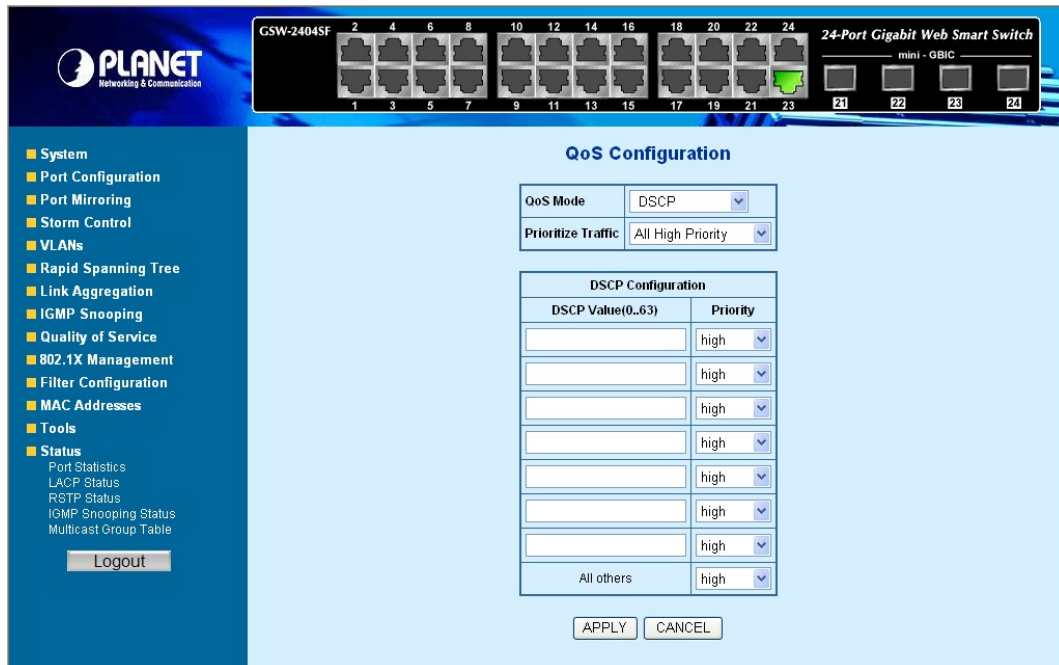 PLANET
Networking & Communication
GSW-2404SF
2 4 6 8 10 12 14 16 18 20 22 24
1 3 5 7 9 11 13 15 17 19 21 23
24-Port Gigabit Web Smart Switch
mini - GBIC
21 22 23 24
System
Port Configuration
Port Mirroring
Storm Control
VLANs
Rapid Spanning Tree
Link Aggregation
IGMP Snooping
Quality of Service
802.1X Management
Filter Configuration
MAC Addresses
Tools
Status
Port Statistics
LACP Status
RSTP Status
IGMP Snooping Status
Multicast Group Table
Logout
QoS Configuration
QoS Mode DSCP
Prioritize Traffic All High Priority
DSCP Configuration
DSCP Value(0..63) Priority
high
high
high
high
high
high
high
All others high
APPLY CANCEL